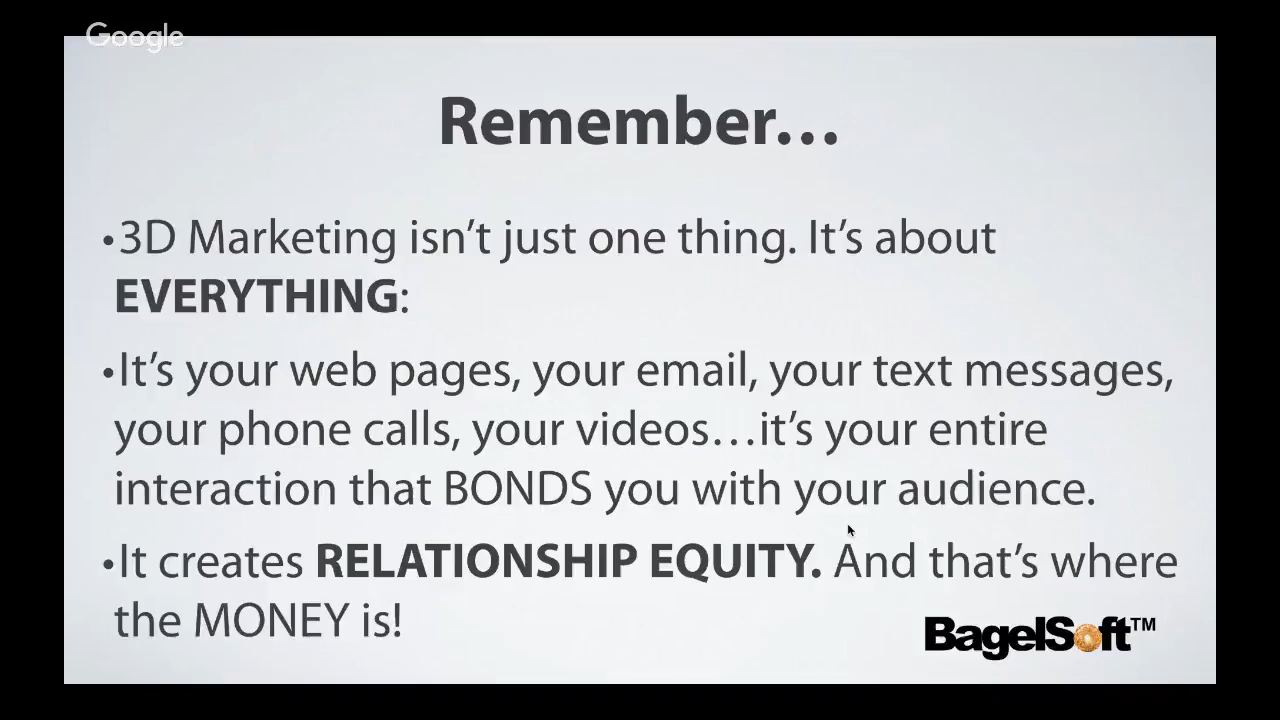 Google
Remember…
•3D Marketing isn’t just one thing. It’s about
EVERYTHING:
•It’s your web pages, your email, your text messages,
your phone calls, your videos…it’s your entire
interaction that BONDS you with your audience.
•It creates RELATIONSHIP EQUITY. And that’s where
the MONEY is!
BagelSoft™